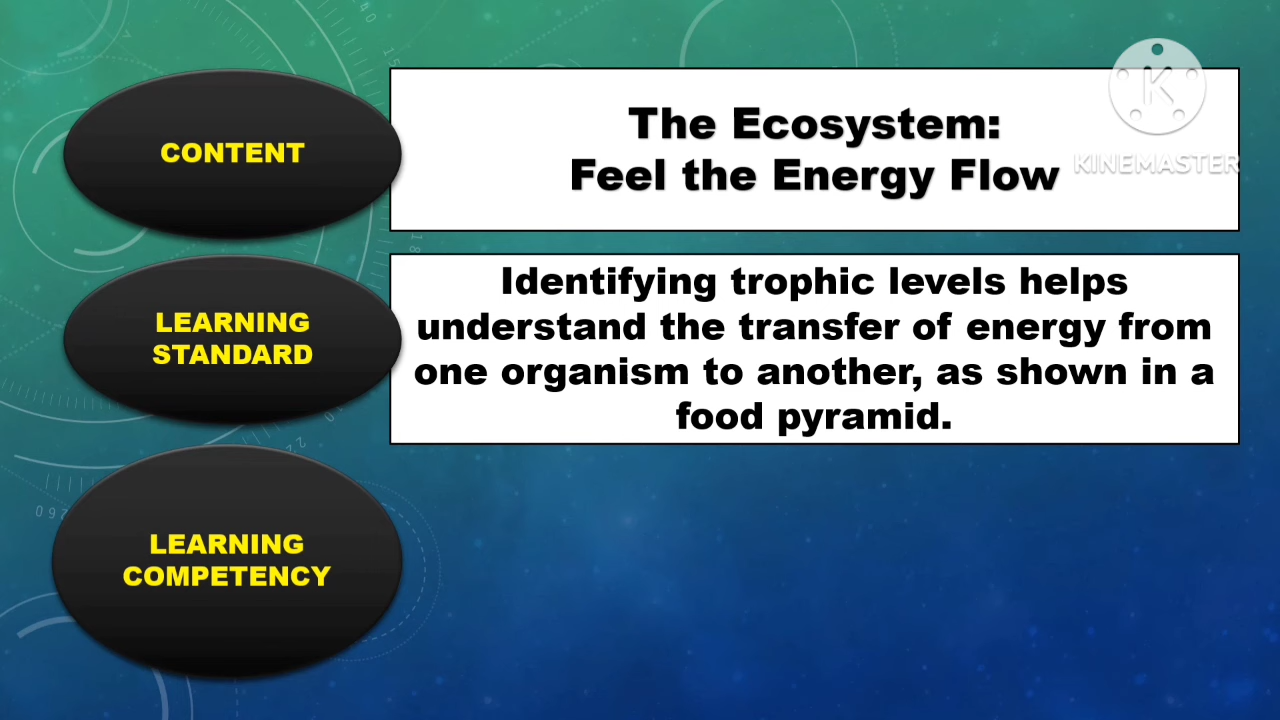 CONTENT
The Ecosystem:
Feel the Energy Flow
KINEMASTER
LEARNING
STANDARD
Identifying trophic levels helps
understand the transfer of energy from
one organism to another, as shown in a
food pyramid.
LEARNING
COMPETENCY
260